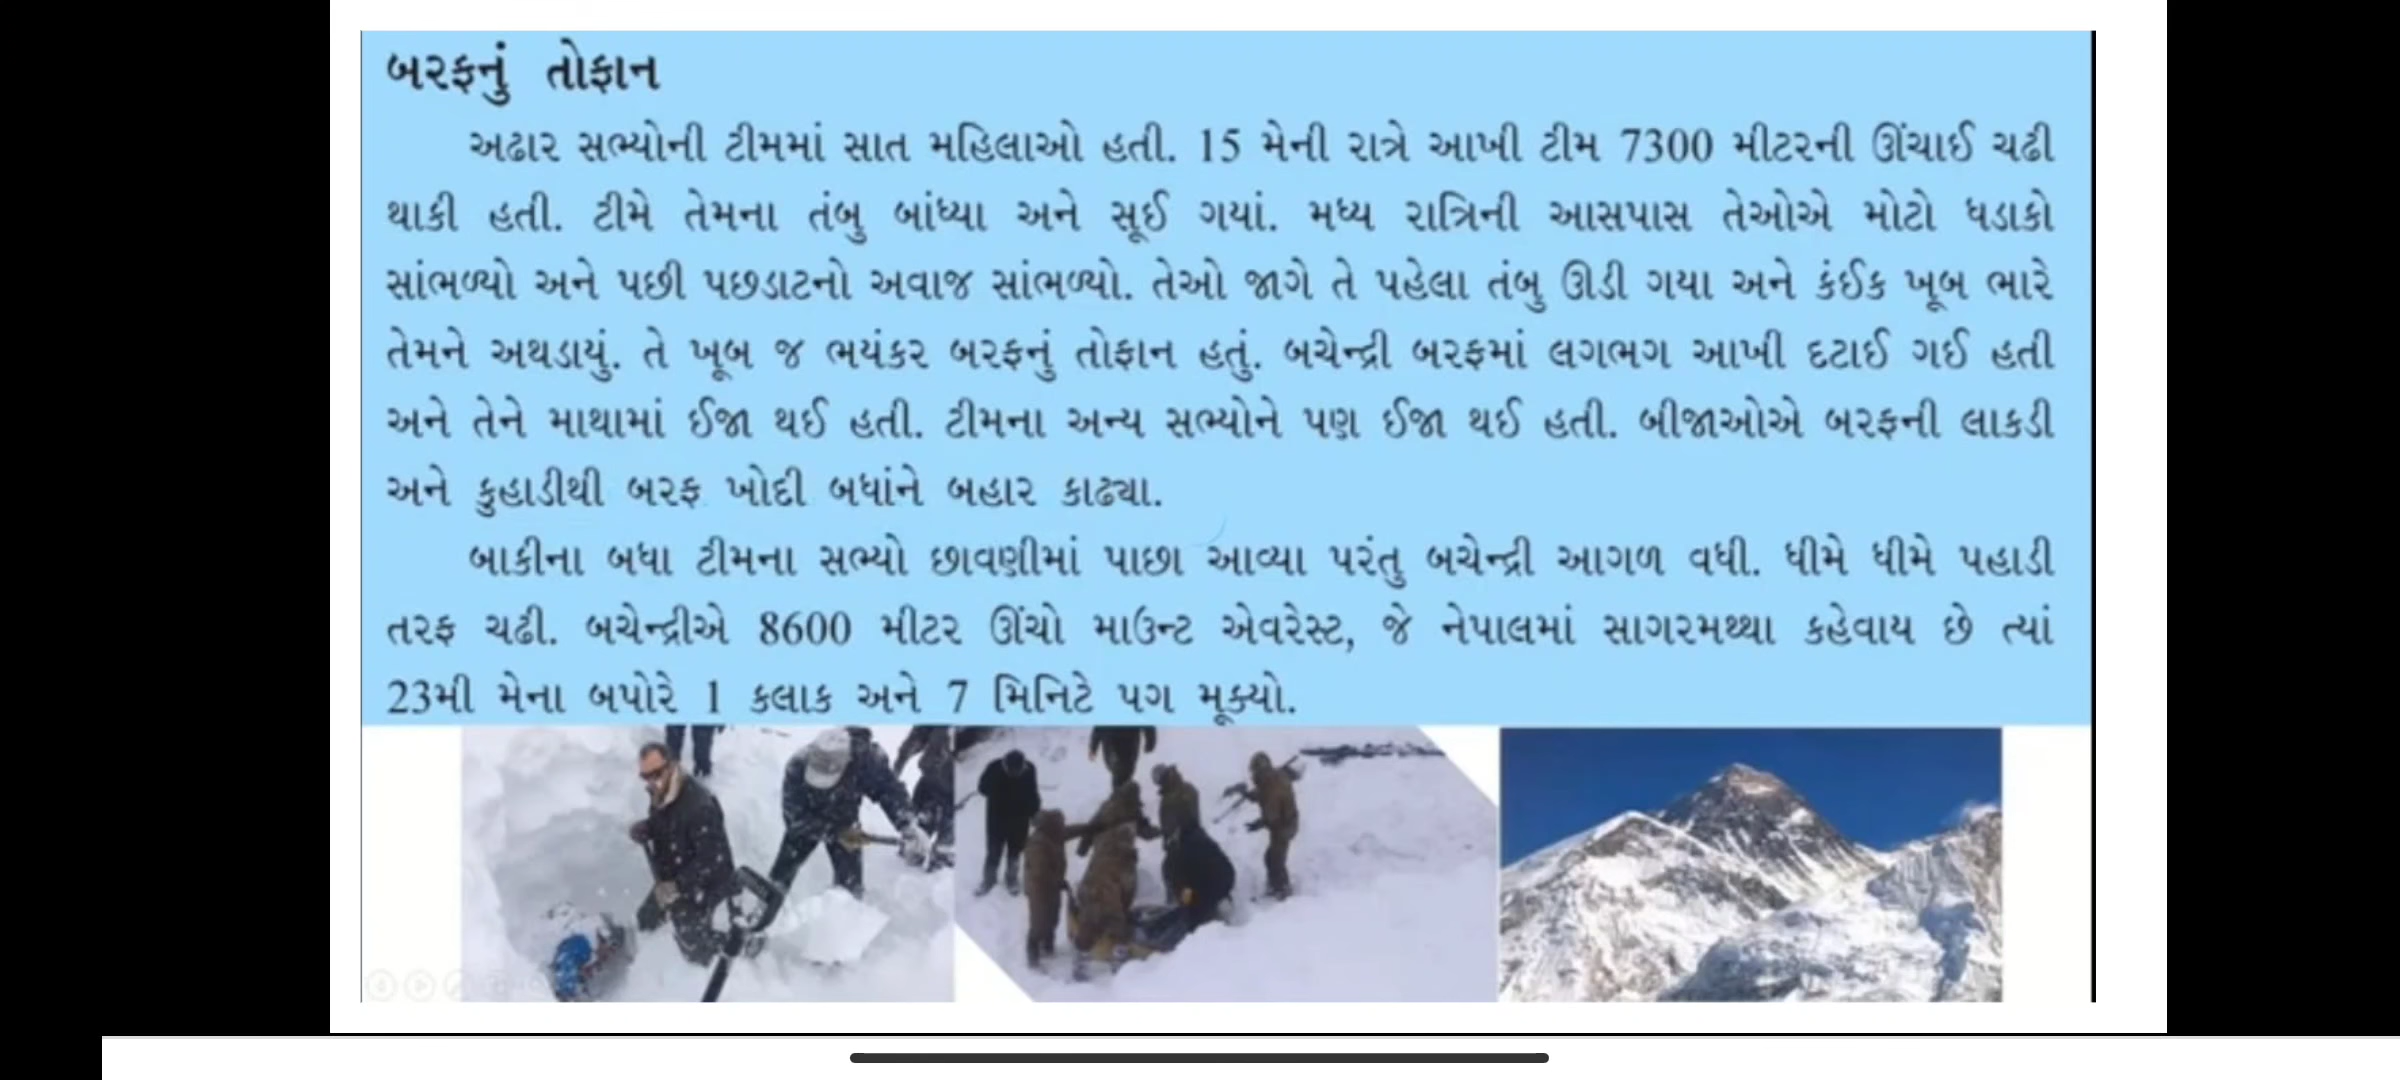 બરફનું તોફાન
અઢાર સભ્યોની ટીમમાં સાત મહિલાઓ હતી. 15 મેની રાત્રે આખી ટીમ 7300 મીટરની ઊંચાઈ ચઢી
થાકી હતી. ટીમે તેમના તંબુ બાંધ્યા અને સૂઈ ગયાં. મધ્ય રાત્રિની આસપાસ તેઓએ મોટો ધડાકો
સાંભળ્યો અને પછી પછડાટનો અવાજ સાંભળ્યો. તેઓ જાગે તે પહેલા તંબુ ઊડી ગયા અને કંઈક ખૂબ ભારે
તેમને અથડાયું. તે ખૂબ જ ભયંકર બરફનું તોફાન હતું. બચેન્દ્રી બરફમાં લગભગ આખી દટાઈ ગઈ હતી
અને તેને માથામાં ઈજા થઈ હતી. ટીમના અન્ય સભ્યોને પણ ઈજા થઈ હતી. બીજાઓએ બરફની લાકડી
અને કુહાડીથી બરફ ખોદી બધાંને બહાર કાઢ્યા.
બાકીના બધા ટીમના સભ્યો છાવણીમાં પાછા આવ્યા પરંતુ બચેન્દ્રી આગળ વધી. ધીમે ધીમે પહાડી
તરફ ચઢી. બચેન્દ્રીએ 8600 મીટર ઊંચો માઉન્ટ એવરેસ્ટ, જે નેપાલમાં સાગરમથ્થા કહેવાય છે ત્યાં
23મી મેના બપોરે 1 કલાક અને 7 મિનિટે પગ મૂક્યો.